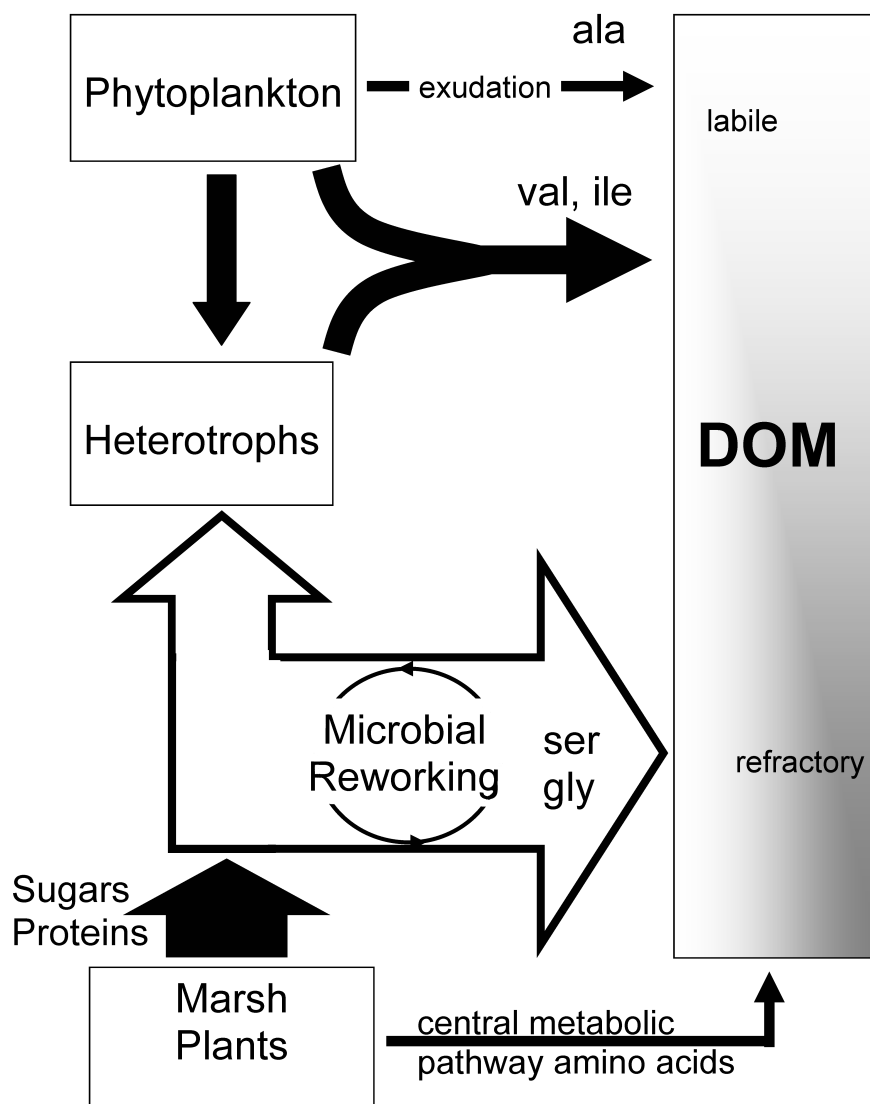 ala
Phytoplankton
exudation
labile
val, ile
Heterotrophs
DOM
Microbial
Reworking
ser
gly
refractory
Sugars
Proteins
Marsh
Plants
central metabolic
pathway amino acids